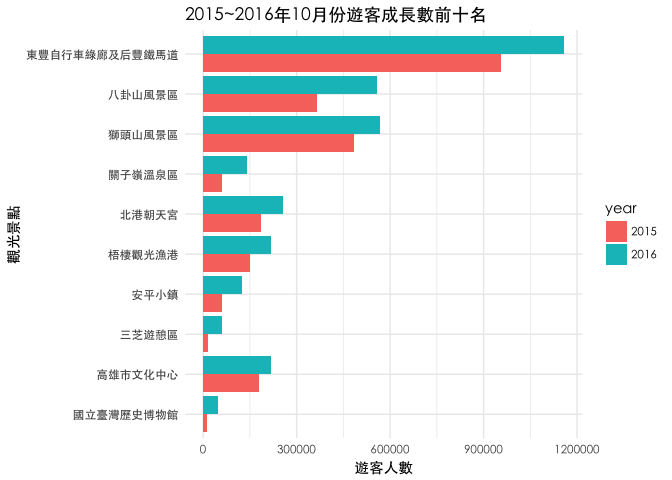 2015~2016年10月份遊客成長數前十名
東豐自行車綠廊及后豐鐵馬道
八卦山風景區
獅頭山風景區
關子嶺溫泉區
北港朝天宮
梧棲觀光漁港
安平小鎮
三芝遊憩區
高雄市文化中心
國立臺灣歷史博物館
觀光景點
0
300000
600000
900000
1200000
遊客人數
year
2015
2016